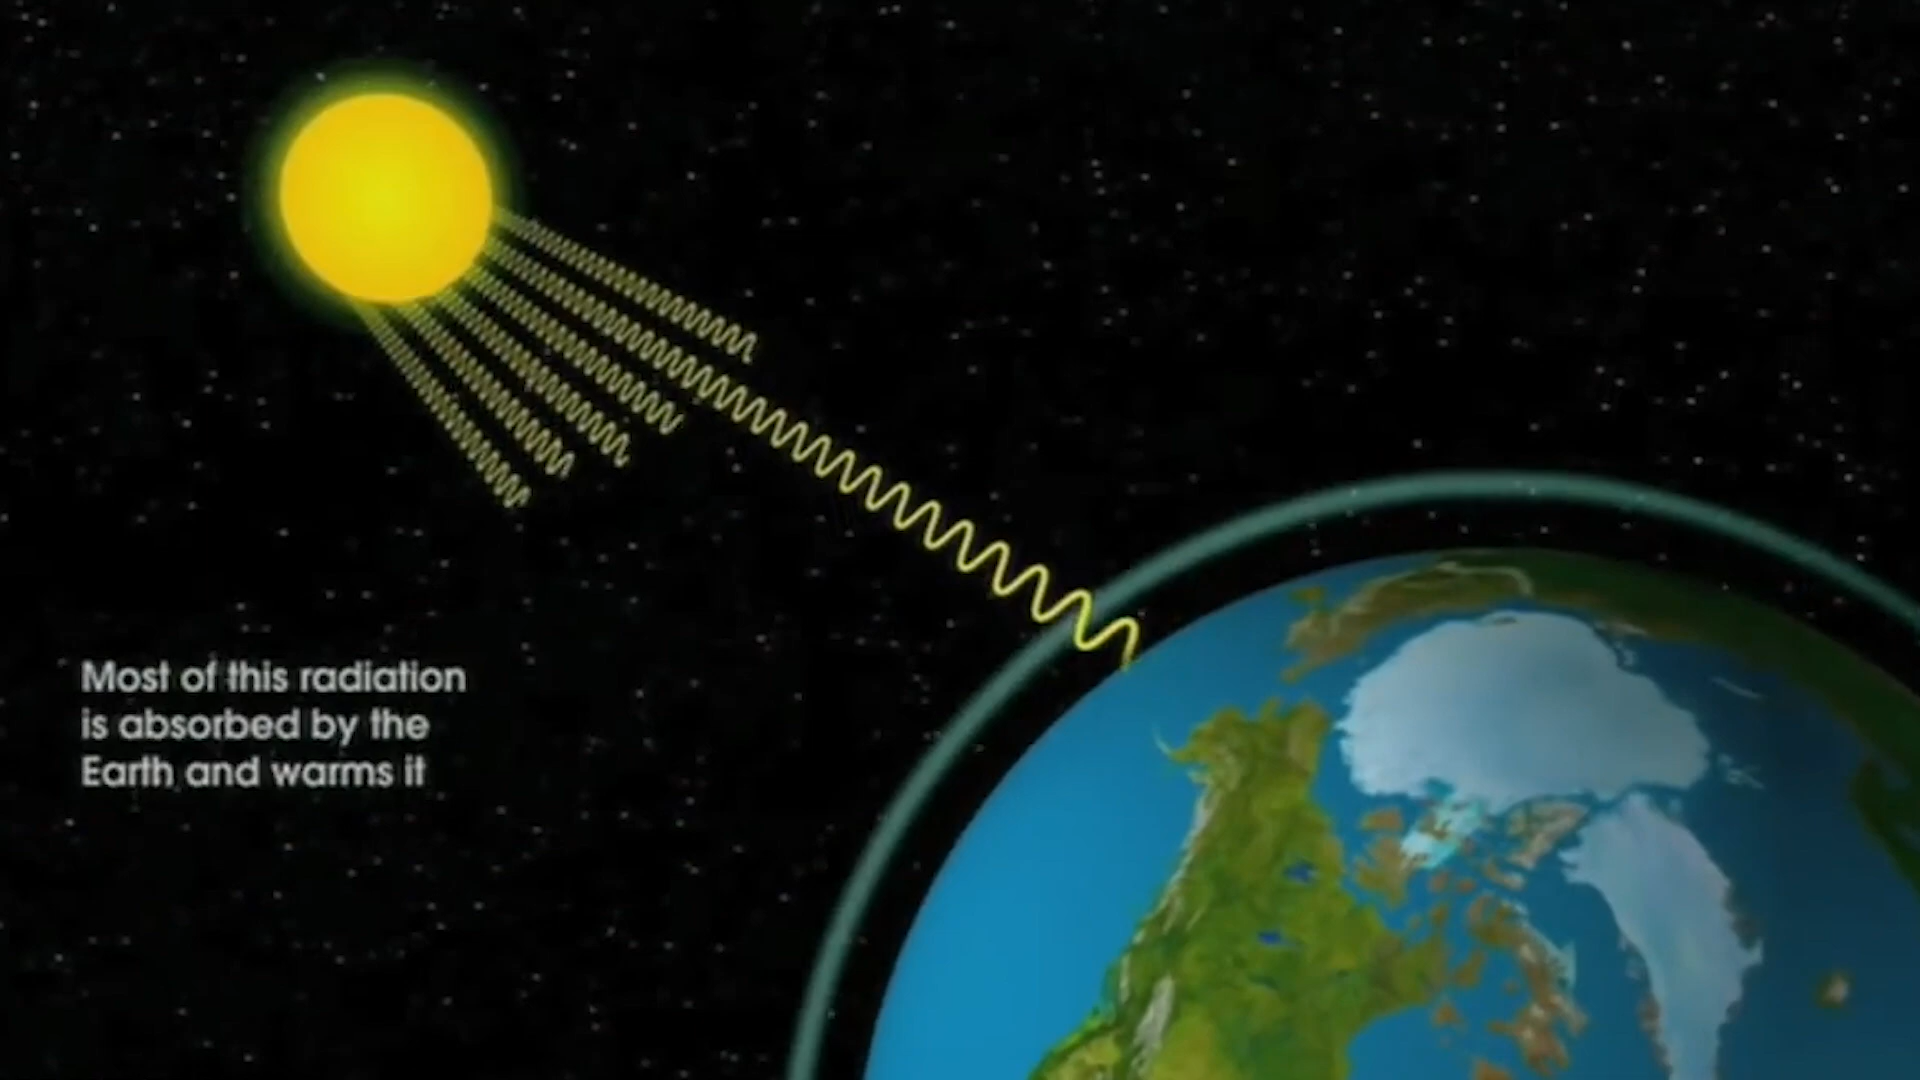 Most of this radiation
is absorbed by the
Earth and warms it